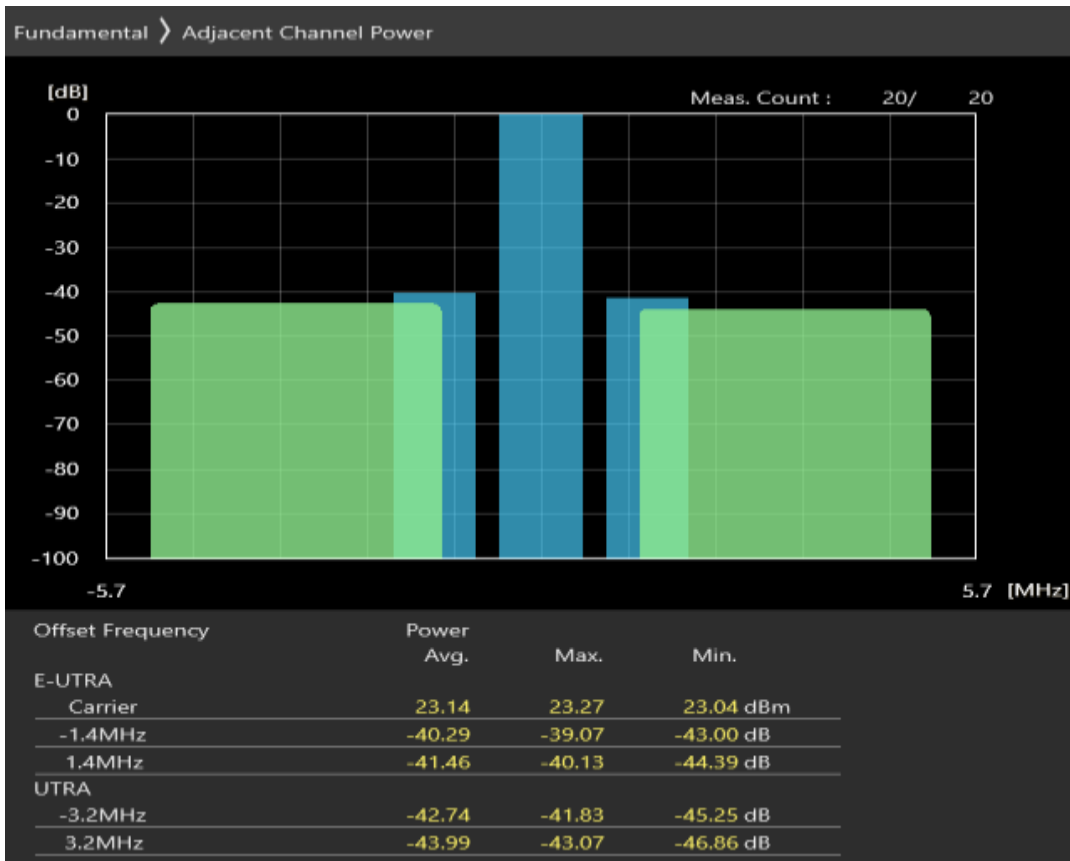 Fundamental 〉 Adjacent Channel Power
[dB]
Meas. Count : 20/ 20
0
-10
-20
-30
-40
-50
-60
-70
-80
-90
-100
-5.7 5.7 [MHz]
Offset Frequency Power
Avg. Max. Min.
E-UTRA
Carrier 23.14 23.27 23.04 dBm
-1.4MHz -40.29 -39.07 -43.00 dB
1.4MHz -41.46 -40.13 -44.39 dB
UTRA
-3.2MHz -42.74 -41.83 -45.25 dB
3.2MHz -43.99 -43.07 -46.86 dB